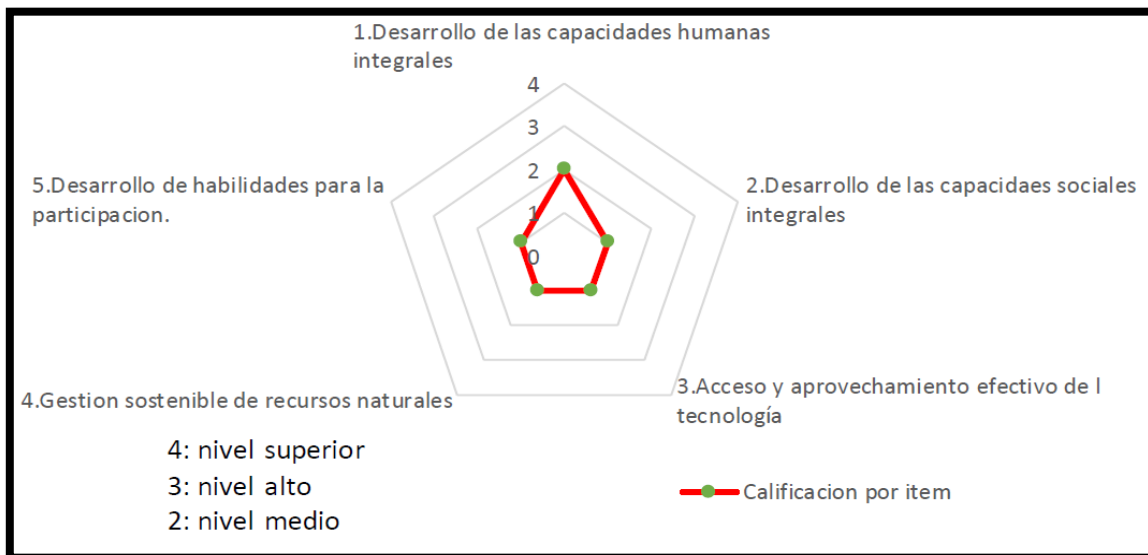 1.Desarrollo de las capacidades humanas
integrales
4
3
2
1
0
2.Desarrollo de las capacidaes sociales
integrales
5.Desarrollo de habilidades para la
participacion.
3.Acceso y aprovechamiento efectivo de l
tecnología
4.Gestion sostenible de recursos naturales
4: nivel superior
3: nivel alto
2: nivel medio
Calificacion por item